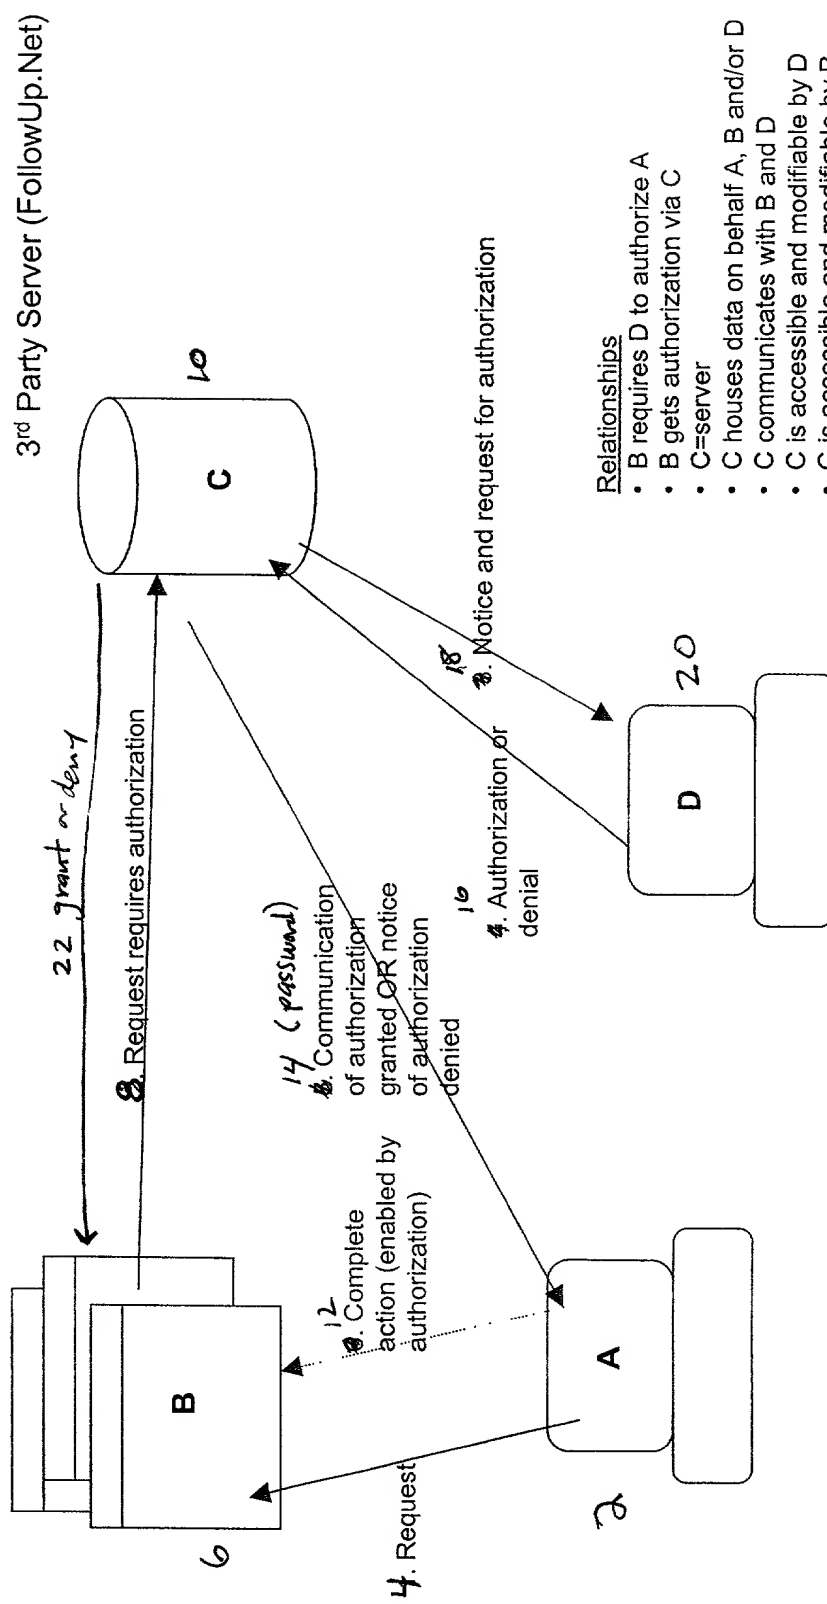 3rd Party Server (FollowUp.Net)
22 grant or deny
8. Request requires authorization
B
6
C
10
14 (password)
. Communication
of authorization
granted OR notice
of authorization
denied
12
. Complete
action (enabled by
authorization)
4. Request
A
2
18
. Notice and request for authorization
16
. Authorization or
denial
D
20
Relationships
• B requires D to authorize A
• B gets authorization via C
• C=server
• C houses data on behalf A, B and/or D
• C communicates with B and D
• C is accessible and modifiable by D